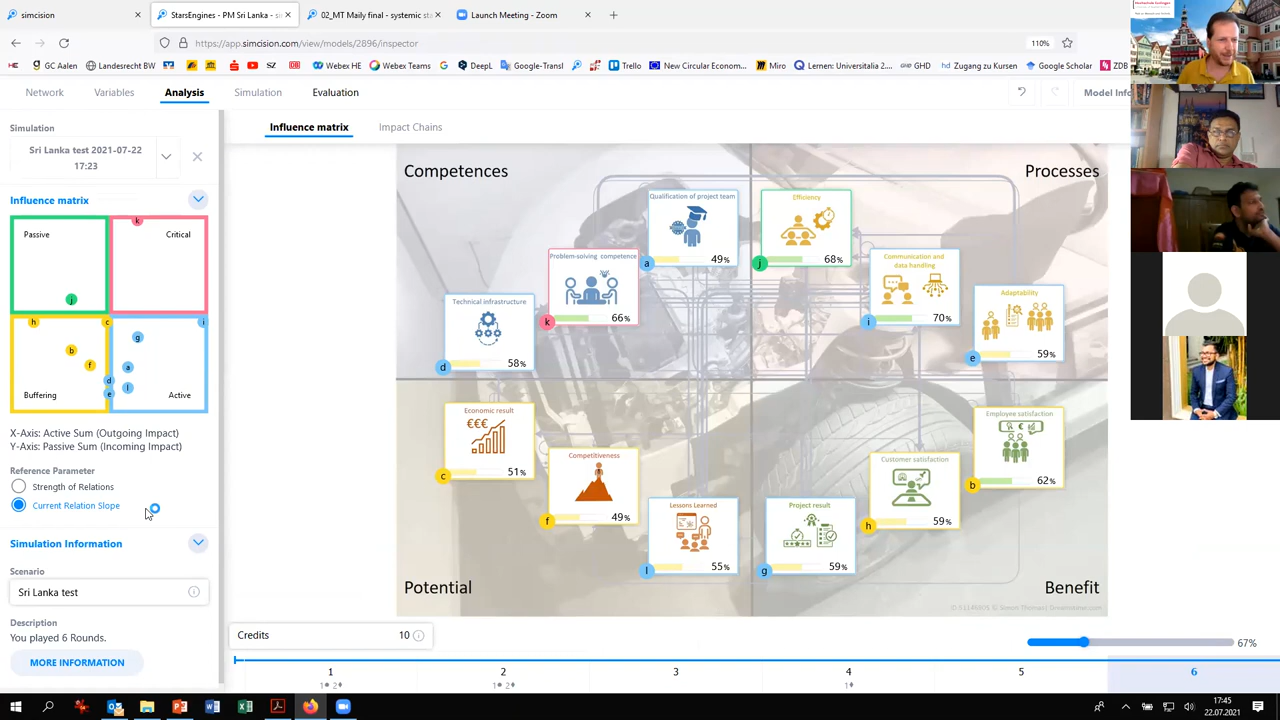 simcision
StarsEngines - PM Sri Lanka - s
02_MT Maily final - systemic sta
Launch Meeting - Zoom
https://app.simcision.com/view/rooms/2896/inspector
110%
GC Aalen
Landesrecht BW
SZ
Webex HE
Webex Teams
DeepL
Google-Transl
Trello
New Circular Econom...
Miro
Lernen: Universitalia 2...
GHD
Zugang zu Kursen
Google Scholar
ZDB
Network
Variables
Analysis
Simulation
Evaluation
Model Info
Simulation
Sri Lanka test 2021-07-22
17:23
Influence matrix
Passive
Critical
Buffering
Active
k
j
h
c
i
g
b
f
a
d
l
e
X-Axis: Active Sum (Outgoing Impact)
Y-Axis: Passive Sum (Incoming Impact)
Reference Parameter
Strength of Relations
Current Relation Slope
Simulation Information
Scenario
Sri Lanka test
Description
You played 6 Rounds.
MORE INFORMATION
Influence matrix
Impact Chains
Competences
Processes
Qualification of project team
a
49%
Efficiency
j
68%
Problem-solving competence
k
66%
Communication and
data handling
i
70%
Technical infrastructure
d
58%
Adaptability
e
59%
Economic result
€€€
c
51%
Employee satisfaction
b
62%
Competitiveness
f
49%
Customer satisfaction
h
59%
Lessons Learned
l
55%
Project result
g
59%
Potential
Benefit
Credits
10
67%
1
2
3
4
5
6
17:45
22.07.2021